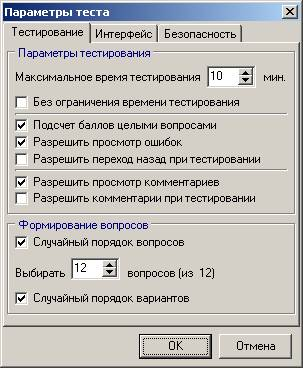 Параметры теста
Тестирование Интерфейс Безопасность
Параметры тестирования
Максимальное время тестирования 10 мин.
Без ограничения времени тестирования
Подсчет баллов целыми вопросами
Разрешить просмотр ошибок
Разрешить переход назад при тестировании
Разрешить просмотр комментариев
Разрешить комментарии при тестировании
Формирование вопросов
Случайный порядок вопросов
Выбирать 12 вопросов (из 12)
Случайный порядок вариантов
OK Отмена